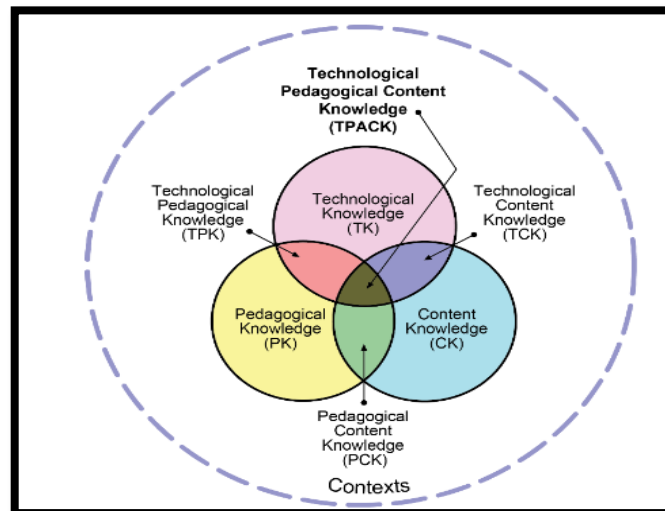 Technological
Pedagogical Content
Knowledge
(TPACK)
Technological
Pedagogical
Knowledge
(TPK)
Technological
Knowledge
(TK)
Technological
Content
Knowledge
(TCK)
Pedagogical
Knowledge
(PK)
Content
Knowledge
(CK)
Pedagogical
Content
Knowledge
(PCK)
Contexts